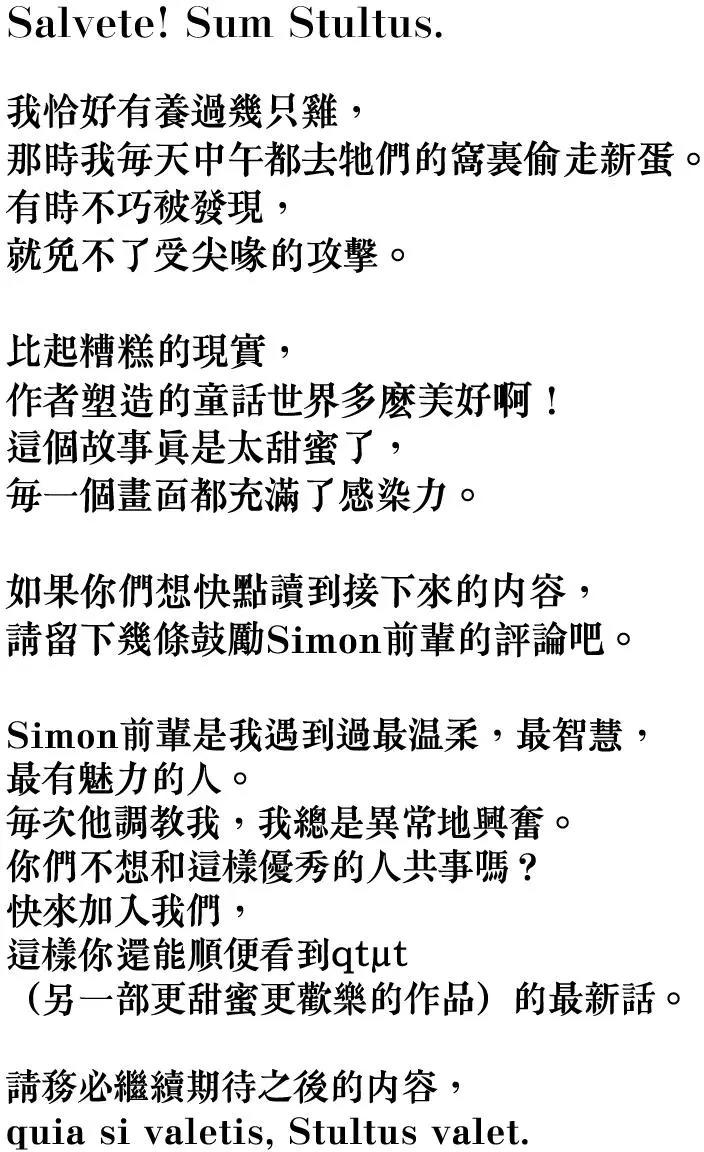 Salvete! Sum Stultus.
我恰好有養過幾只雞，
那時我每天中午都去牠們的窩裏偷走新蛋。
有時不巧被發現，
就免不了受尖喙的攻擊。
比起糟糕的現實，
作者塑造的童話世界多麽美好啊！
這個故事眞是太甜蜜了，
每一個畫面都充滿了感染力。
如果你們想快點讀到接下來的内容，
請留下幾條鼓勵Simon前輩的評論吧。
Simon前輩是我遇到過最温柔，最智慧，
最有魅力的人。
每次他調教我，我總是異常地興奮。
你們不想和這樣優秀的人共事嗎？
快來加入我們，
這樣你還能順便看到qtμt
（另一部更甜蜜更歡樂的作品）的最新話。
請務必繼續期待之後的内容，
quia si valetis, Stultus valet.